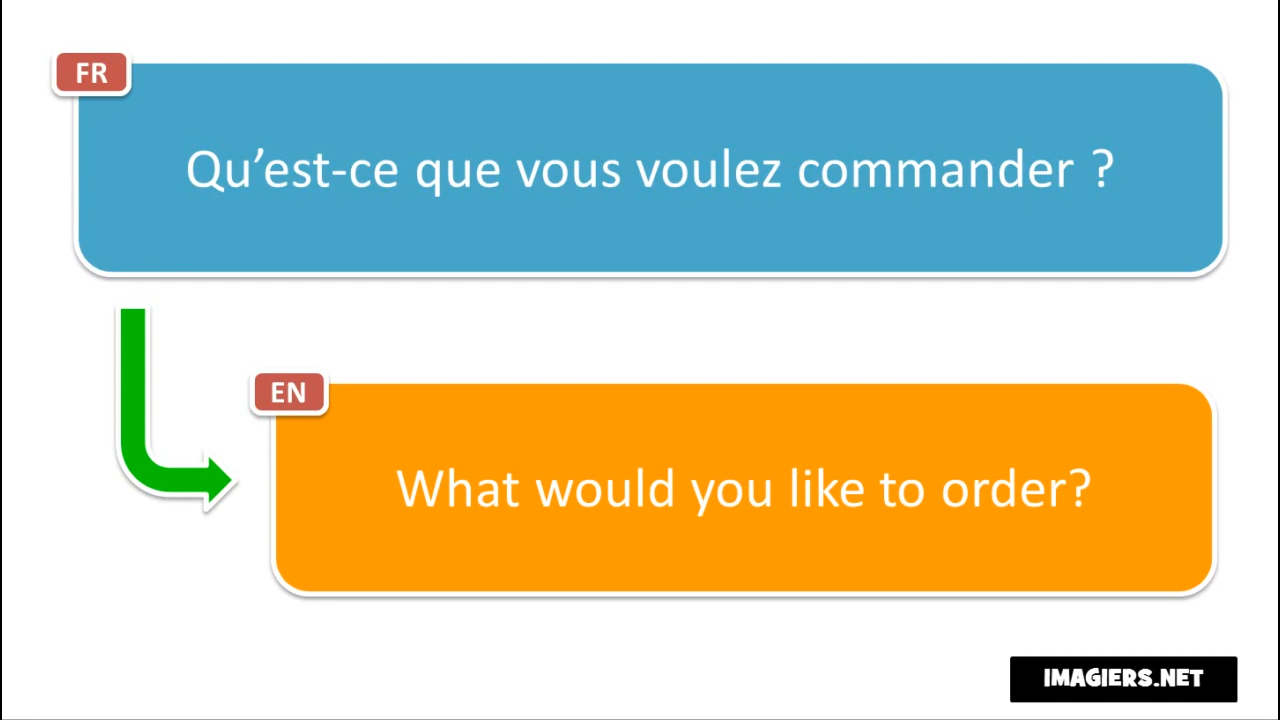 FR
Qu’est-ce que vous voulez commander ?
EN
What would you like to order?
IMAGIERS.NET